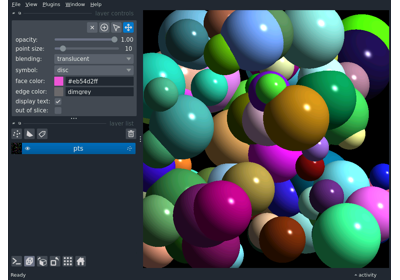 File View Plugins Window Help
layer controls
opacity: 1.00
point size: 10
blending: translucent
symbol: disc
face color: #eb54d2ff
edge color: dimgrey
display text:
out of slice:
layer list
pts
Ready
activity